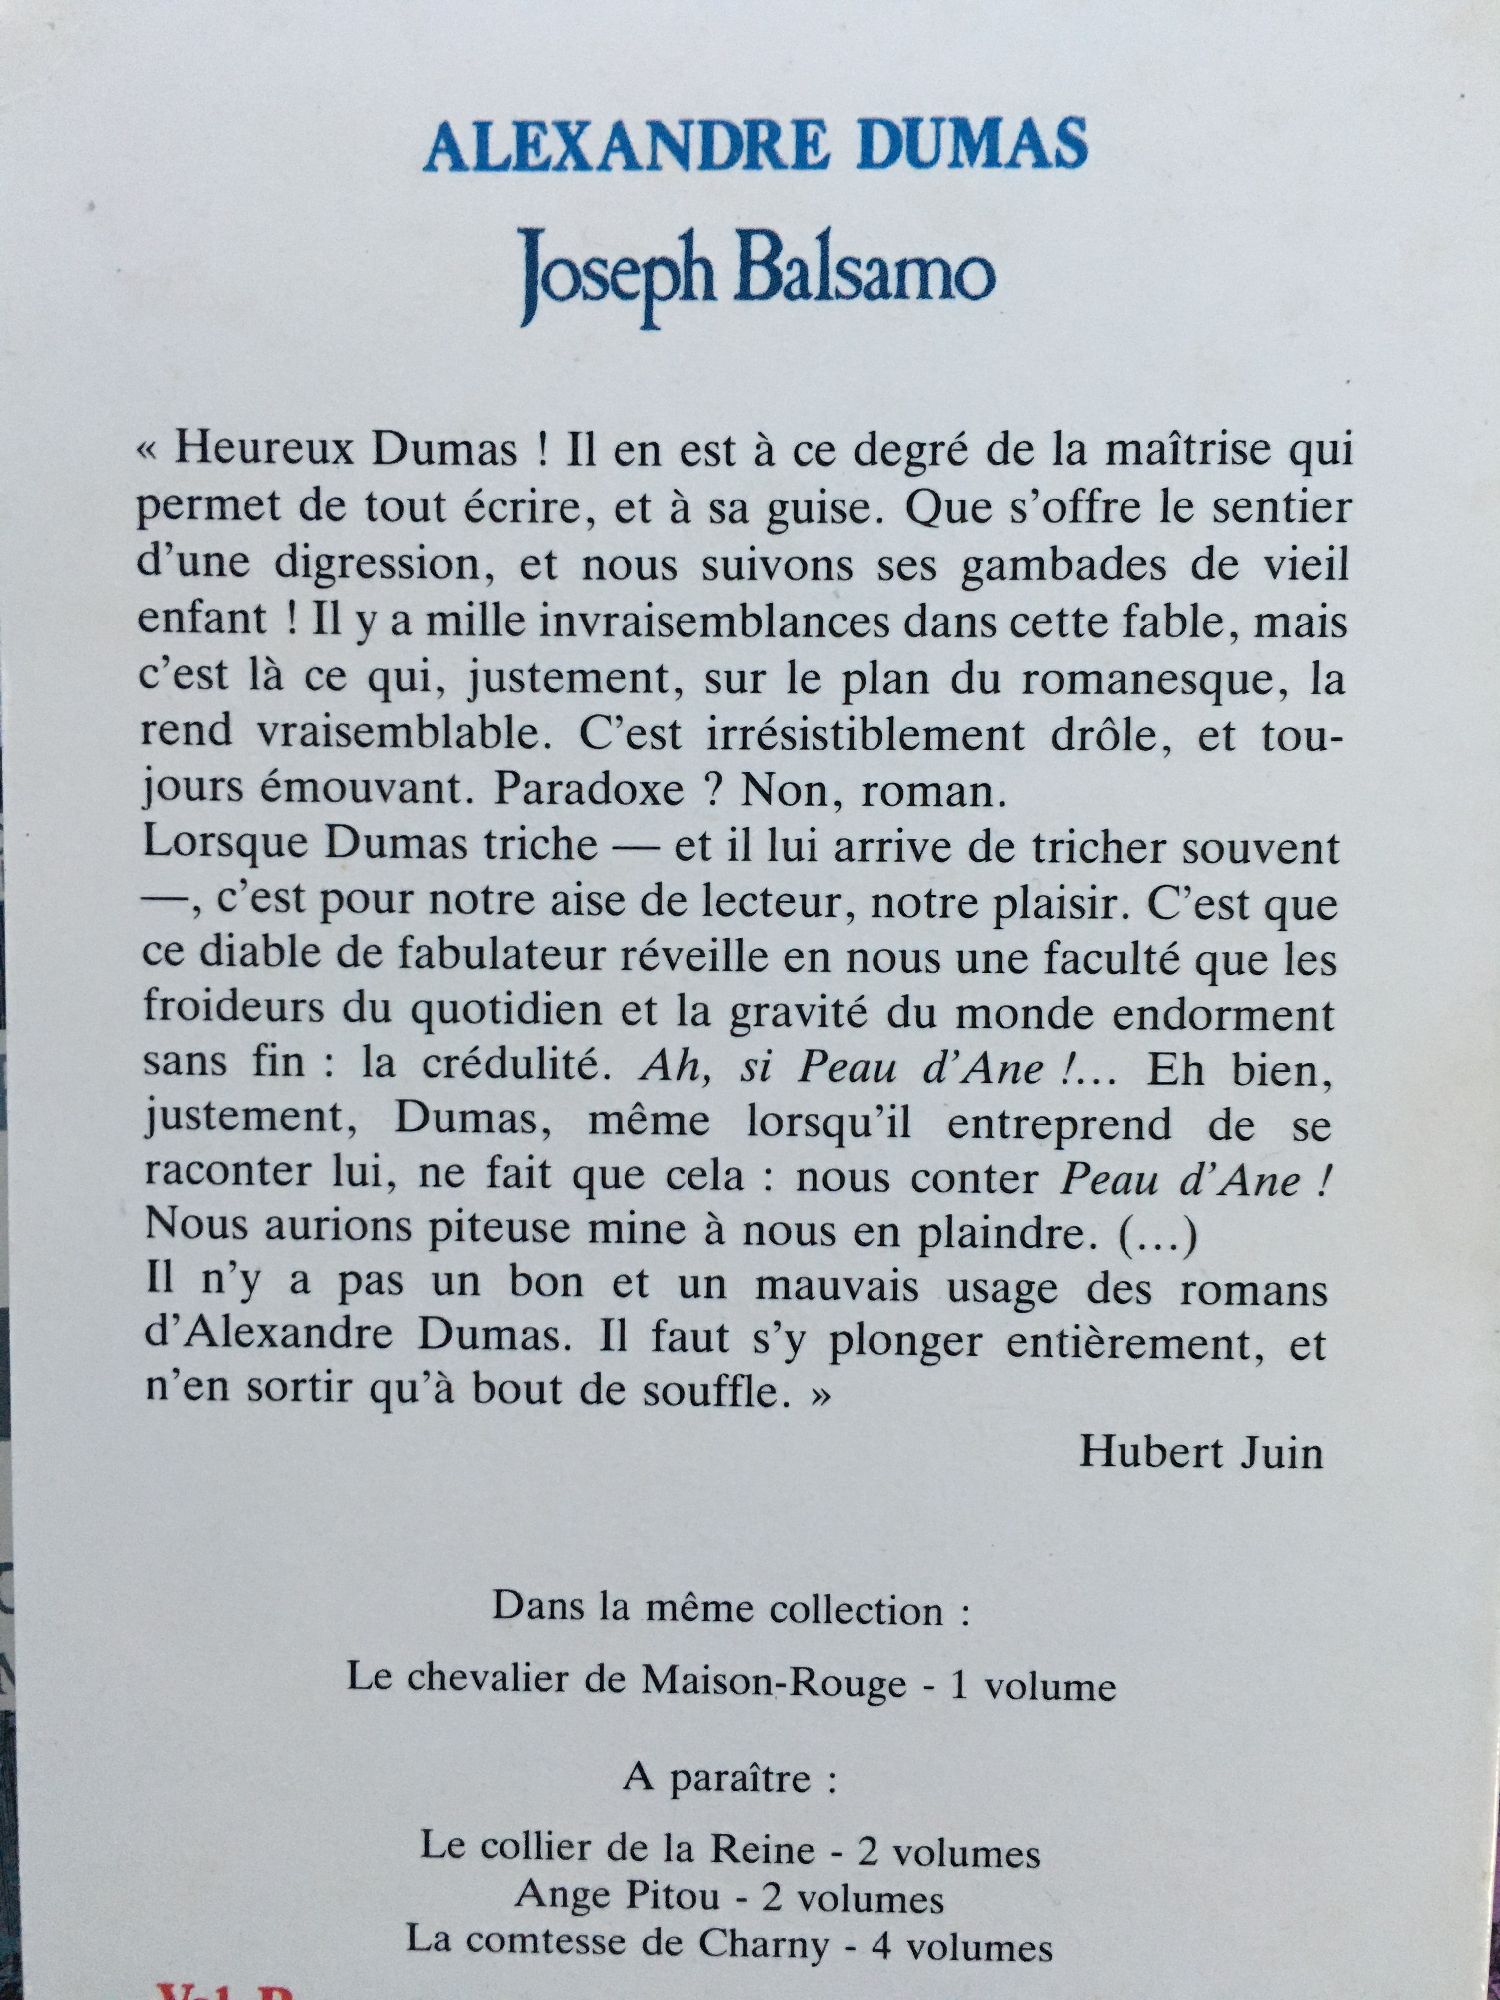 ALEXANDRE DUMAS
Joseph Balsamo
« Heureux Dumas ! Il en est à ce degré de la maîtrise qui
permet de tout écrire, et à sa guise. Que s'offre le sentier
d'une digression, et nous suivons ses gambades de vieil
enfant ! Il y a mille invraisemblances dans cette fable, mais
c'est là ce qui, justement, sur le plan du romanesque, la
rend vraisemblable. C'est irrésistiblement drôle, et tou-
jours émouvant. Paradoxe ? Non, roman.
Lorsque Dumas triche — et il lui arrive de tricher souvent
—, c'est pour notre aise de lecteur, notre plaisir. C'est que
ce diable de fabulateur réveille en nous une faculté que les
froideurs du quotidien et la gravité du monde endorment
sans fin : la crédulité. Ah, si Peau d'Ane !... Eh bien,
justement, Dumas, même lorsqu'il entreprend de se
raconter lui, ne fait que cela : nous conter Peau d'Ane !
Nous aurions piteuse mine à nous en plaindre. (...)
Il n'y a pas un bon et un mauvais usage des romans
d'Alexandre Dumas. Il faut s'y plonger entièrement, et
n'en sortir qu'à bout de souffle. »
Hubert Juin
Dans la même collection :
Le chevalier de Maison-Rouge - 1 volume
A paraître :
Le collier de la Reine - 2 volumes
Ange Pitou - 2 volumes
La comtesse de Charny - 4 volumes